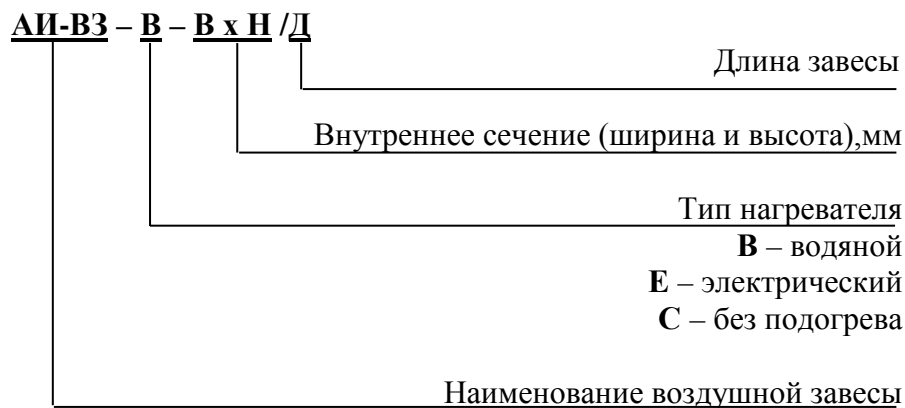 АИ-ВЗ – В – В х Н /Д
Длина завесы
Внутреннее сечение (ширина и высота),мм
Тип нагревателя
В – водяной
Е – электрический
С – без подогрева
Наименование воздушной завесы